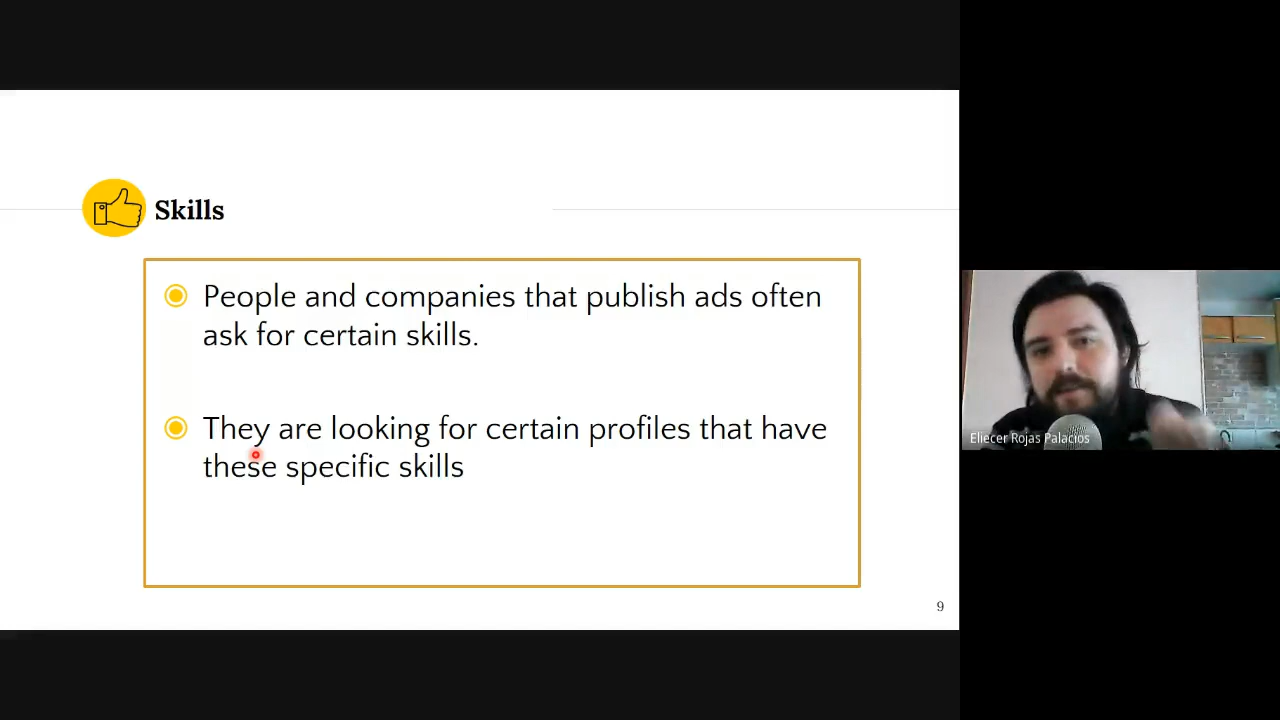 Skills
People and companies that publish ads often
ask for certain skills.
They are looking for certain profiles that have
these specific skills
9
Eliecer Rojas Palacios